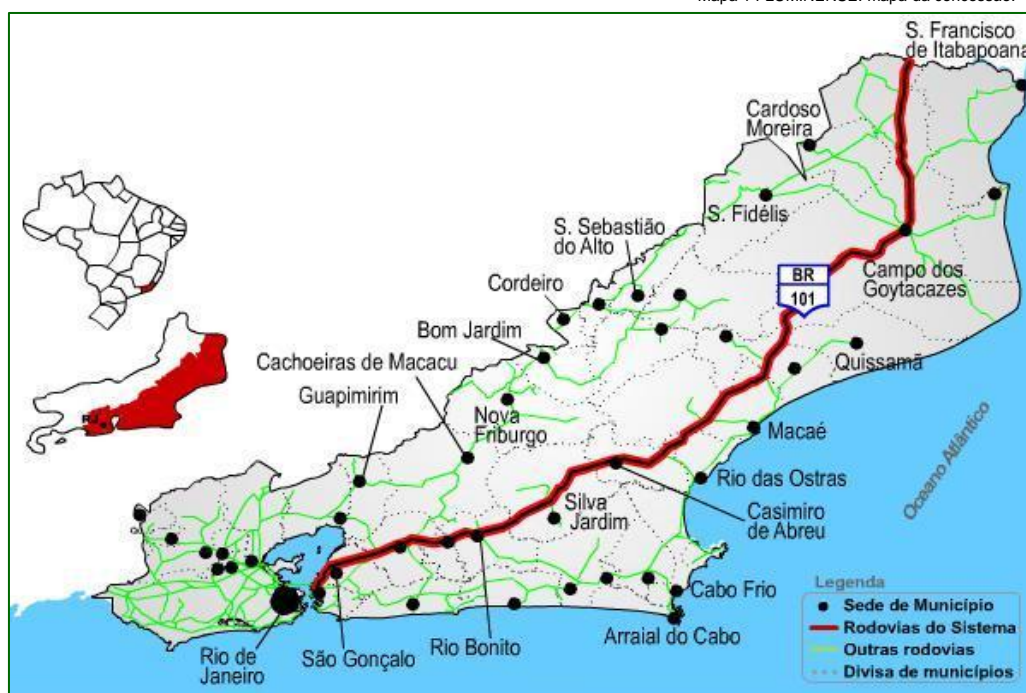 S. Francisco
de Itabapoana
Cardoso
Moreira
S. Fidélis
S. Sebastião
do Alto
Cordeiro
BR
101
Campo dos
Goytacazes
Bom Jardim
Cachoeiras de Macacu
Guapimirim
Quissamã
Nova
Friburgo
Macaé
Oceano Atlântico
Rio das Ostras
Silva
Jardim
Casimiro
de Abreu
Cabo Frio
Arraial do Cabo
Rio Bonito
São Gonçalo
Rio de
Janeiro
RJ
Legenda
Sede de Município
Rodovias do Sistema
Outras rodovias
Divisa de municípios